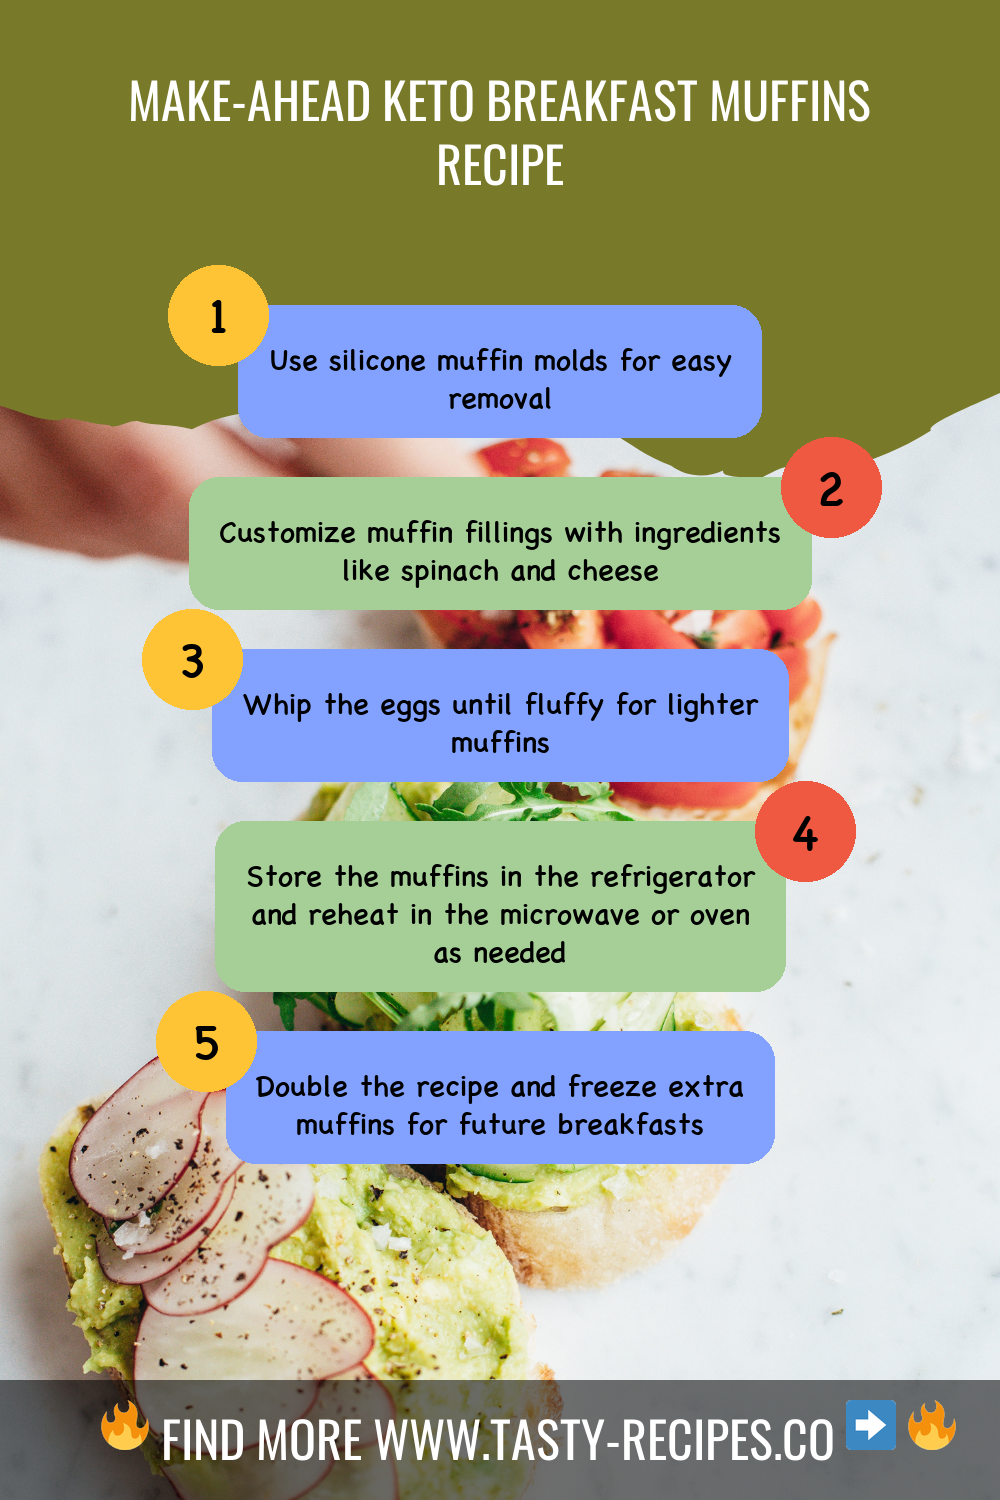 MAKE-AHEAD KETO BREAKFAST MUFFINS
RECIPE
1
Use silicone muffin molds for easy
removal
2
Customize muffin fillings with ingredients
like spinach and cheese
3
Whip the eggs until fluffy for lighter
muffins
4
Store the muffins in the refrigerator
and reheat in the microwave or oven
as needed
5
Double the recipe and freeze extra
muffins for future breakfasts
🔥 FIND MORE WWW.TASTY-RECIPES.CO ➡️ 🔥